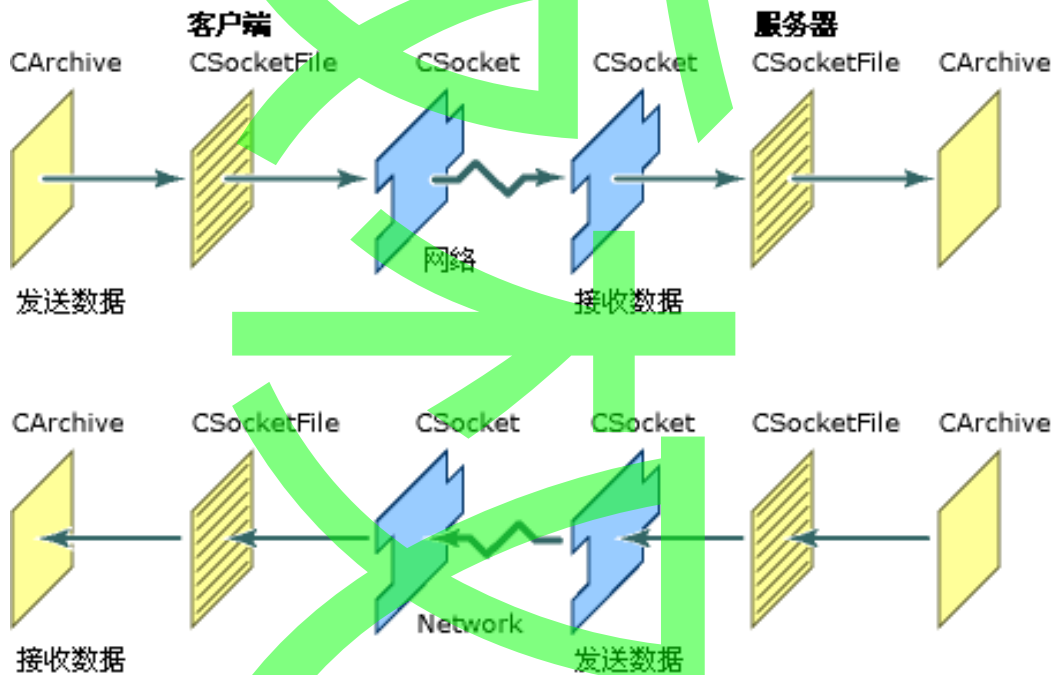 客户端 服务器
CArchive CSocketFile CSocket CSocket CSocketFile CArchive
网络
发送数据 接收数据
CArchive CSocketFile CSocket CSocket CSocketFile CArchive
Network
接收数据 发送数据